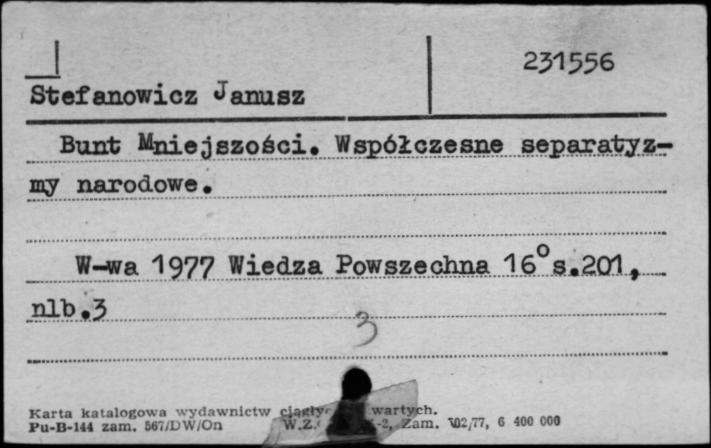 231556
Stefanowicz Janusz
Bunt Mniejszości. Współczesne separatyz-
my narodowe.
W-wa 1977 Wiedza Powszechna 16° s.201,
nlb.3
3
Karta katalogowa wydawnictw wartych.
Pu-B-144 zam. 567/DW/On W.Z. Zam. 702/77, 6 400 000